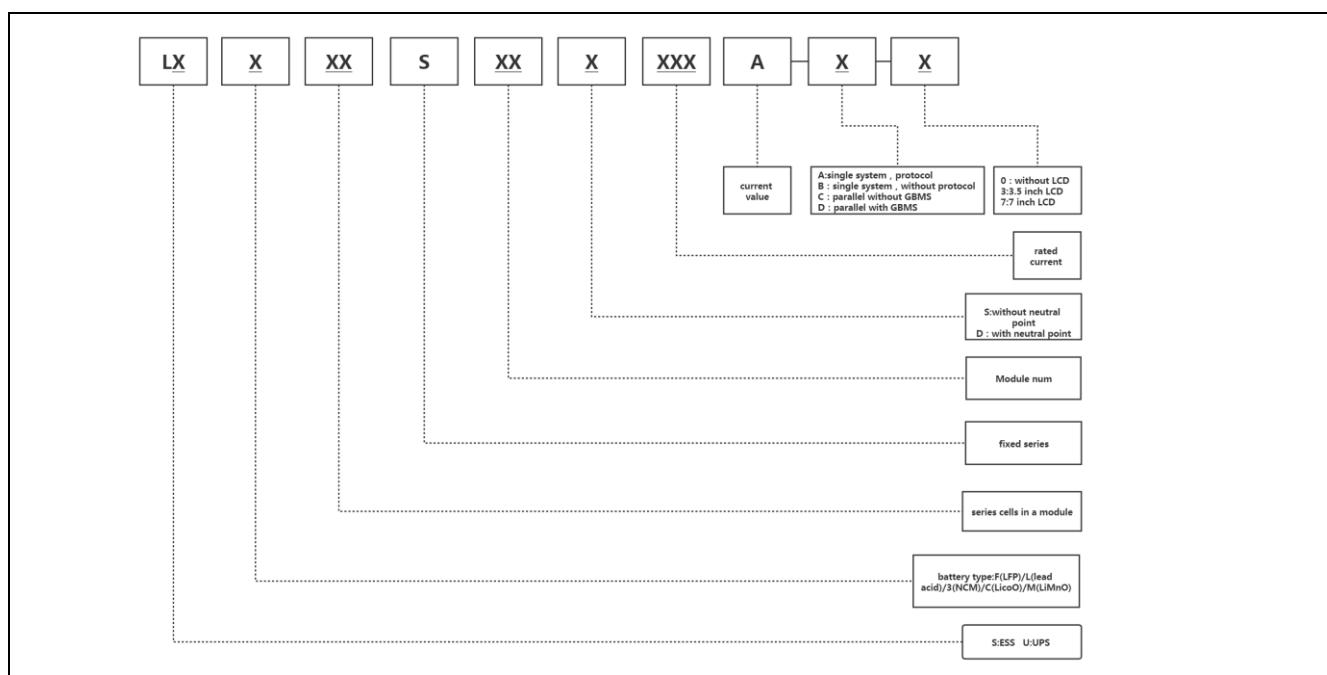 LX X XX S XX X XXX A X X
current
value
A:single system , protocol
B : single system , without protocol
C : parallel without GBMS
D : parallel with GBMS
0 : without LCD
3:3.5 inch LCD
7:7 inch LCD
rated
current
S:without neutral
point
D : with neutral point
Module num
fixed series
series cells in a module
battery type:F(LFP)/L(lead
acid)/3(NCM)/C(LicoO)/M(LiMnO)
S:ESS U:UPS